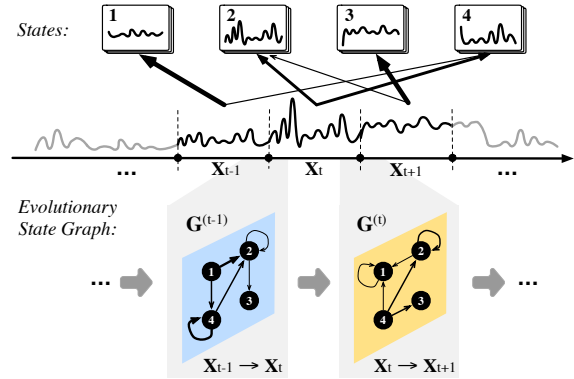 States:
1
2
3
4
...
Xt-1
Xt
Xt+1
...
Evolutionary
State Graph:
G(t-1)
G(t)
1
2
3
4
1
2
3
4
...
...
Xt-1 → Xt
Xt → Xt+1